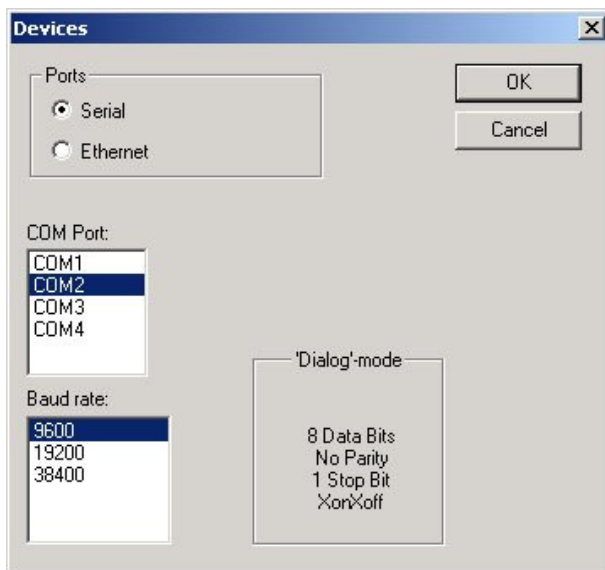 Devices
Ports
Serial
Ethernet
OK
Cancel
COM Port:
COM1
COM2
COM3
COM4
Baud rate:
9600
19200
38400
'Dialog'-mode
8 Data Bits
No Parity
1 Stop Bit
XonXoff